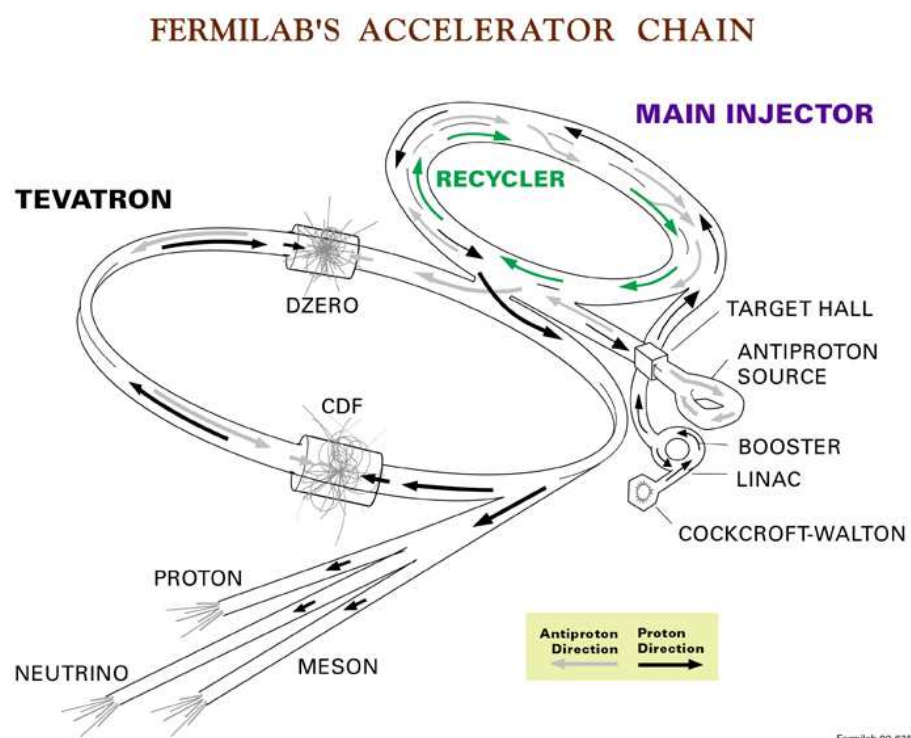 FERMILAB'S ACCELERATOR CHAIN
MAIN INJECTOR
RECYCLER
TEVATRON
DZERO
TARGET HALL
ANTIPROTON
SOURCE
CDF
BOOSTER
LINAC
COCKCROFT-WALTON
PROTON
NEUTRINO
MESON
Antiproton Proton
Direction Direction
Fermilab